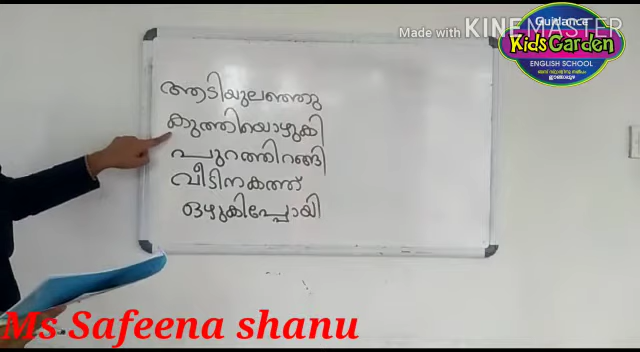 Made with KINEMASTER
Guidance
Kids Garden
ENGLISH SCHOOL
ആടിയുലഞ്ഞു
കുത്തിയൊഴുകി
പുറത്തിറങ്ങി
വീടിനകത്ത്
ഒഴുകിപ്പോയി
Ms Safeena shanu